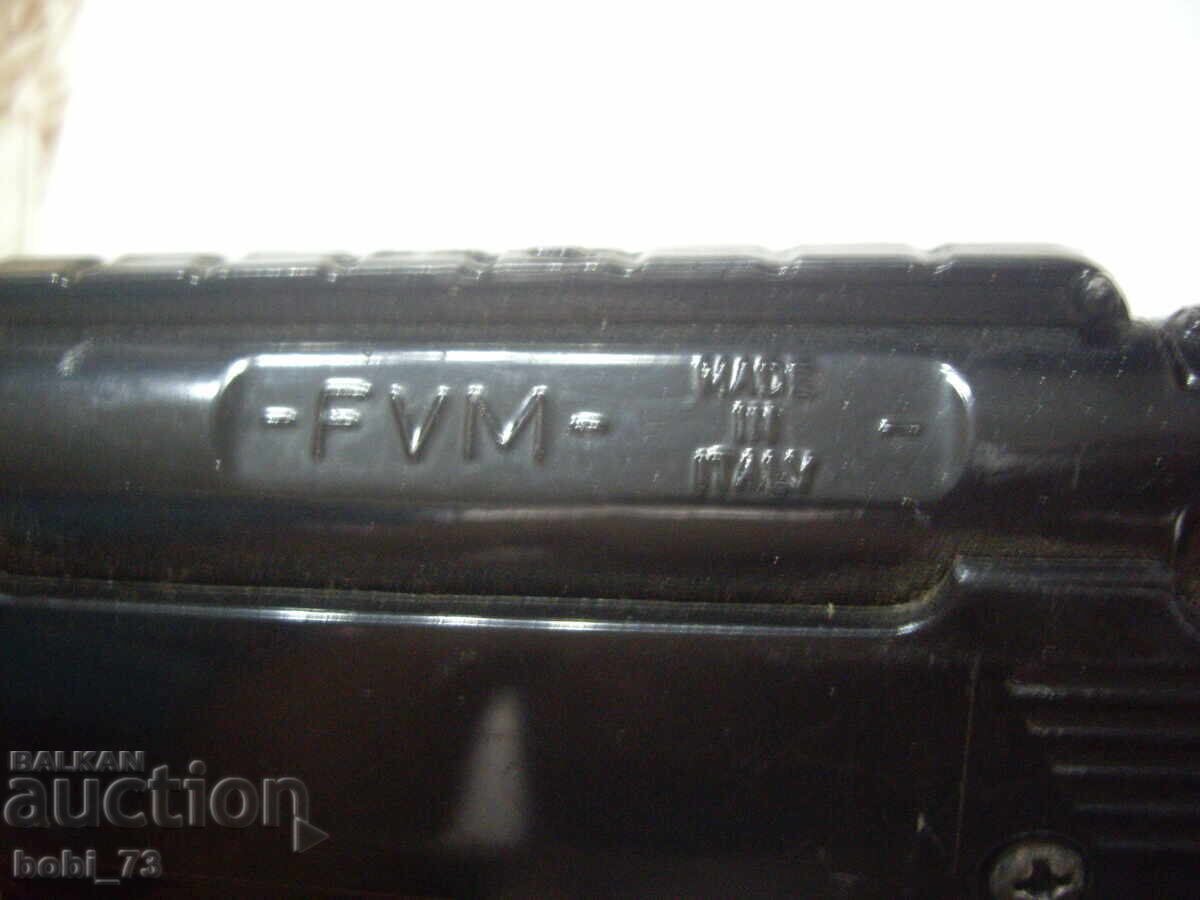 -FVM-
MADE
IN
ITALY
-
BALKAN
auction
bobi_73